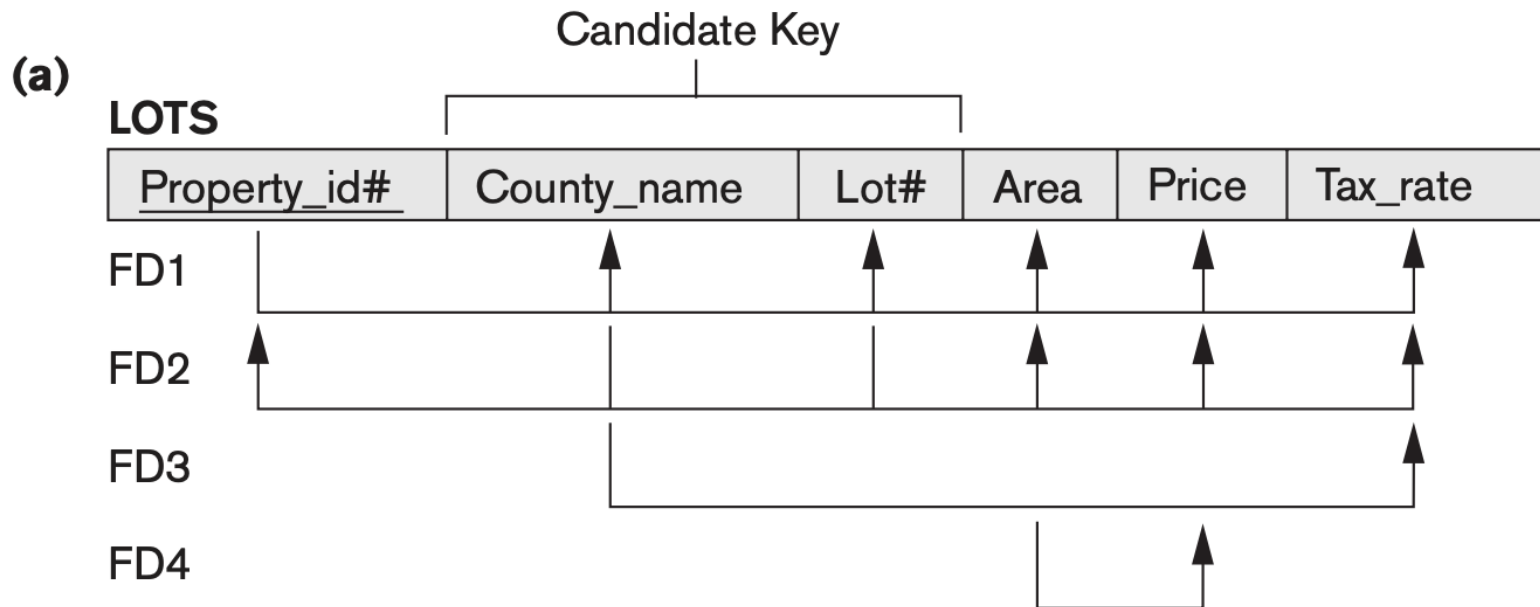 Candidate Key
(a)
LOTS
Property_id# County_name Lot# Area Price Tax_rate
FD1
FD2
FD3
FD4